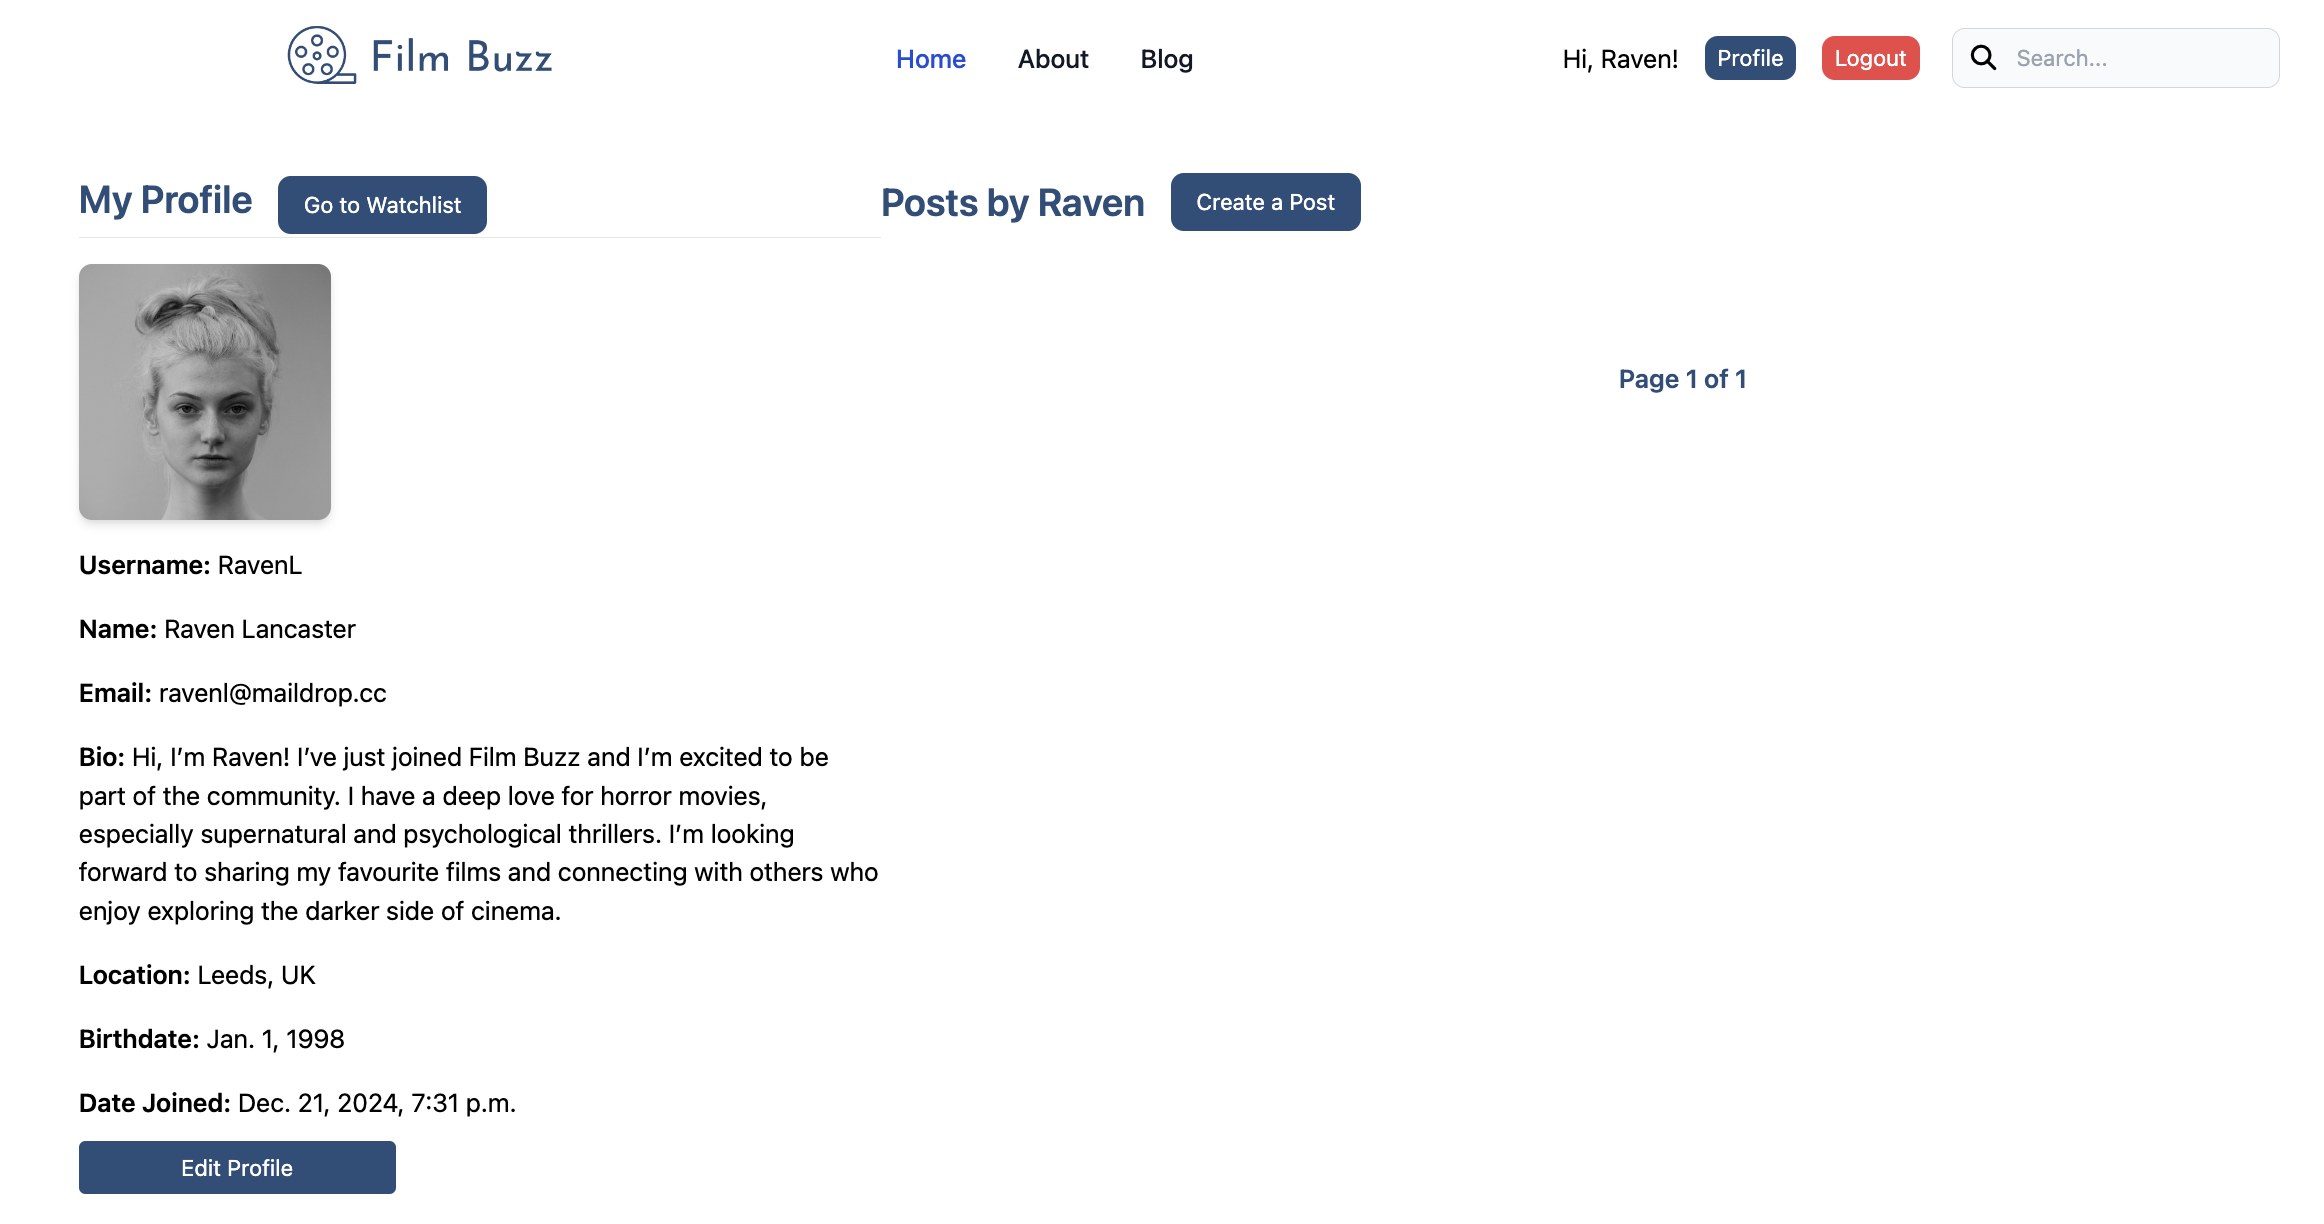 Film Buzz
Home
About
Blog
Hi, Raven!
Profile
Logout
Search...
My Profile
Go to Watchlist
Posts by Raven
Create a Post
Page 1 of 1
Username: RavenL
Name: Raven Lancaster
Email: ravenl@maildrop.cc
Bio: Hi, I’m Raven! I’ve just joined Film Buzz and I’m excited to be
part of the community. I have a deep love for horror movies,
especially supernatural and psychological thrillers. I’m looking
forward to sharing my favourite films and connecting with others who
enjoy exploring the darker side of cinema.
Location: Leeds, UK
Birthdate: Jan. 1, 1998
Date Joined: Dec. 21, 2024, 7:31 p.m.
Edit Profile